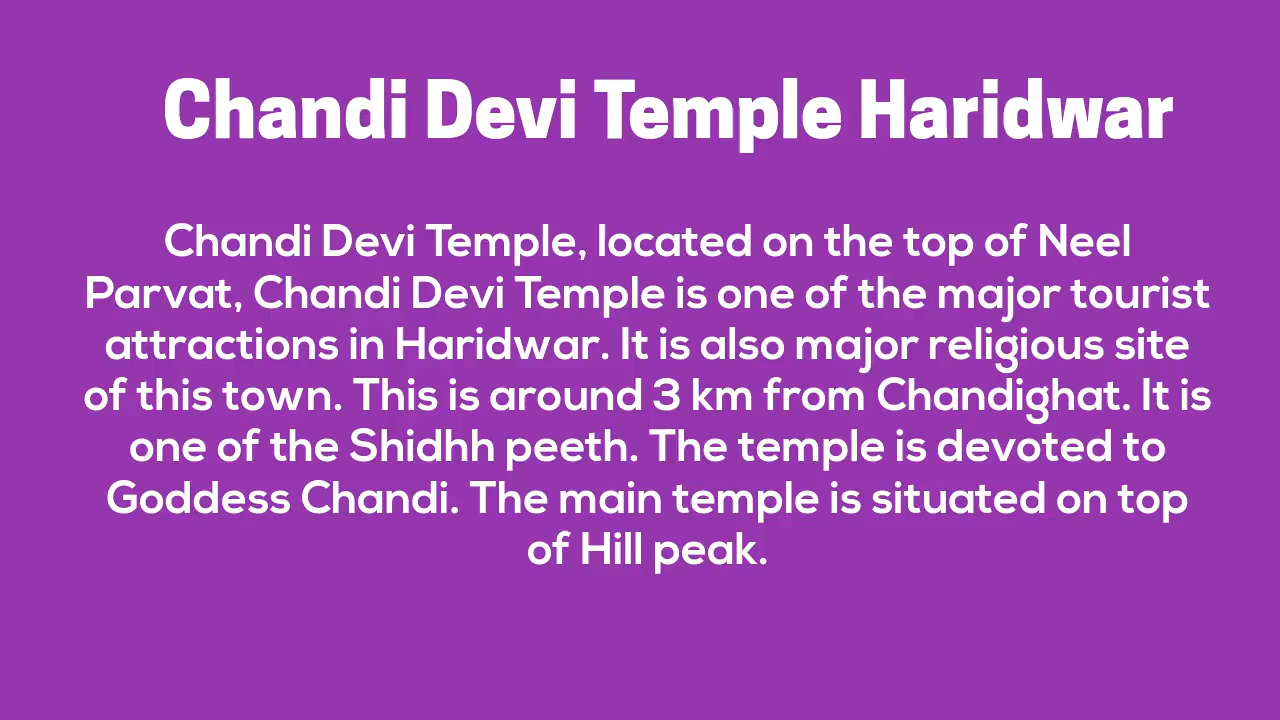 Chandi Devi Temple Haridwar
Chandi Devi Temple, located on the top of Neel
Parvat, Chandi Devi Temple is one of the major tourist
attractions in Haridwar. It is also major religious site
of this town. This is around 3 km from Chandighat. It is
one of the Shidhh peeth. The temple is devoted to
Goddess Chandi. The main temple is situated on top
of Hill peak.